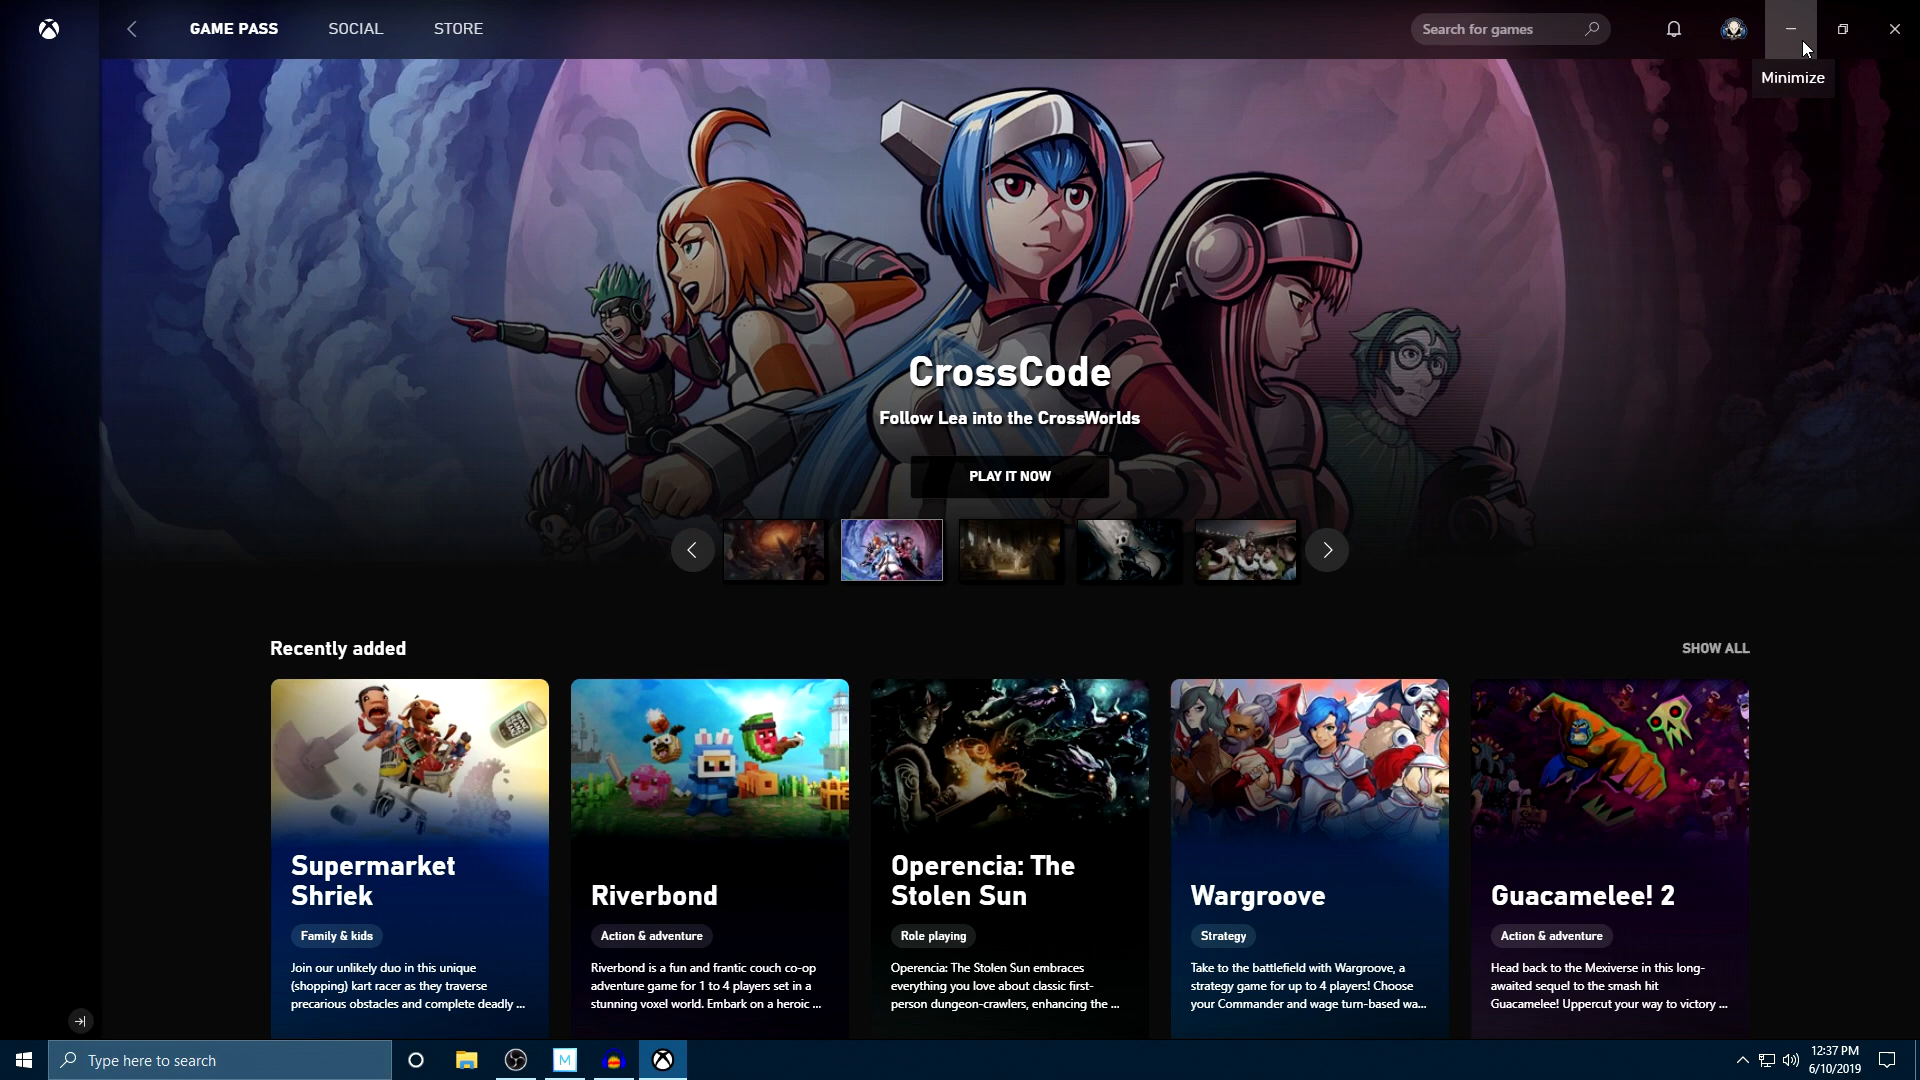 GAME PASS
SOCIAL
STORE
Search for games
Minimize
CrossCode
Follow Lea into the CrossWorlds
PLAY IT NOW
Recently added
SHOW ALL
Supermarket
Shriek
Family & kids
Join our unlikely duo in this unique
(shopping) kart racer as they traverse
precarious obstacles and complete deadly ...
Riverbond
Action & adventure
Riverbond is a fun and frantic couch co-op
adventure game for 1 to 4 players set in a
stunning voxel world. Embark on a heroic ...
Operencia: The
Stolen Sun
Role playing
Operencia: The Stolen Sun embraces
everything you love about classic first-
person dungeon-crawlers, enhancing the ...
Wargroove
Strategy
Take to the battlefield with Wargroove, a
strategy game for up to 4 players! Choose
your Commander and wage turn-based wa...
Guacamelee! 2
Action & adventure
Head back to the Mexiverse in this long-
awaited sequel to the smash hit
Guacamelee! Uppercut your way to victory ...
Type here to search
M
12:37 PM
6/10/2019